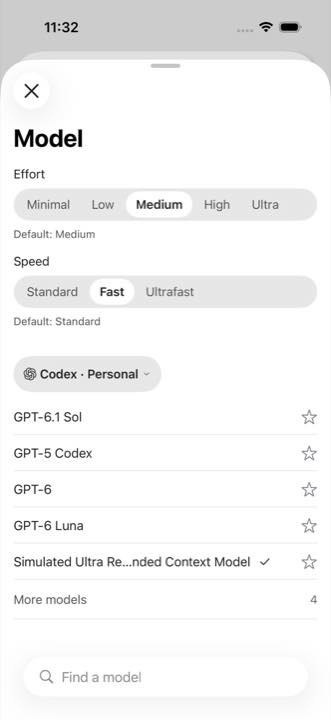 11:32
Model
Effort
Minimal Low Medium High Ultra
Default: Medium
Speed
Standard Fast Ultrafast
Default: Standard
Codex · Personal
GPT-6.1 Sol
GPT-5 Codex
GPT-6
GPT-6 Luna
Simulated Ultra Re...nded Context Model
More models 4
Find a model